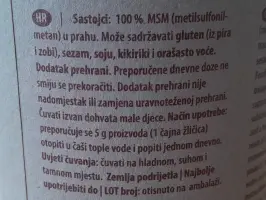 HR Sastojci: 100 % MSM (metilsulfonil-
metan) u prahu. Može sadržavati gluten (iz pira
i zobi), sezam, soju, kikiriki i orašasto voće.
Dodatak prehrani. Preporučene dnevne doze ne
smiju se prekoračiti. Dodatak prehrani nije
nadomjestak ili zamjena uravnoteženoj prehrani.
Čuvati izvan dohvata male djece. Način upotrebe:
preporučuje se 5 g proizvoda (1 čajna žličica)
otopiti u čaši tople vode i popiti jednom dnevno.
Uvjeti čuvanja: čuvati na hladnom, suhom i
tamnom mjestu. Zemlja podrijetla | Najbolje
upotrijebiti do | LOT broj: otisnuto na ambalaži.